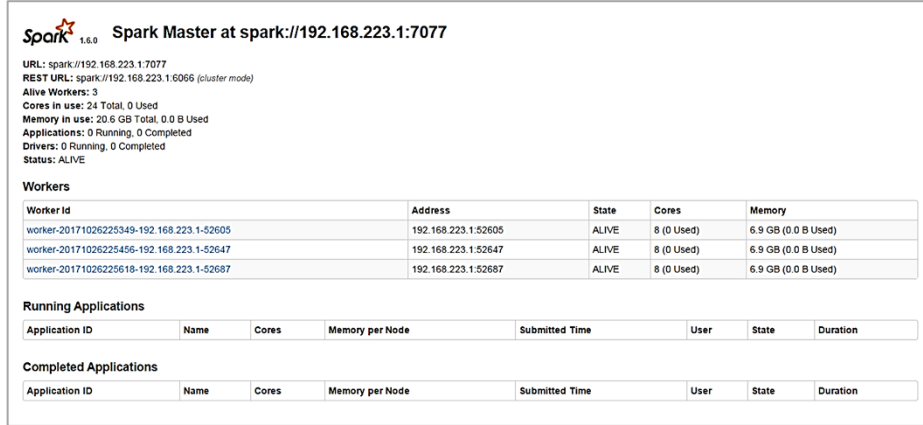 Spark 1.6.0 Spark Master at spark://192.168.223.1:7077
URL: spark://192.168.223.1:7077
REST URL: spark://192.168.223.1:6066 (cluster mode)
Alive Workers: 3
Cores in use: 24 Total, 0 Used
Memory in use: 20.6 GB Total, 0.0 B Used
Applications: 0 Running, 0 Completed
Drivers: 0 Running, 0 Completed
Status: ALIVE
Workers
Worker Id Address State Cores Memory
worker-20171026225349-192.168.223.1-52605 192.168.223.1:52605 ALIVE 8 (0 Used) 6.9 GB (0.0 B Used)
worker-20171026225456-192.168.223.1-52647 192.168.223.1:52647 ALIVE 8 (0 Used) 6.9 GB (0.0 B Used)
worker-20171026225618-192.168.223.1-52687 192.168.223.1:52687 ALIVE 8 (0 Used) 6.9 GB (0.0 B Used)
Running Applications
Application ID Name Cores Memory per Node Submitted Time User State Duration
Completed Applications
Application ID Name Cores Memory per Node Submitted Time User State Duration